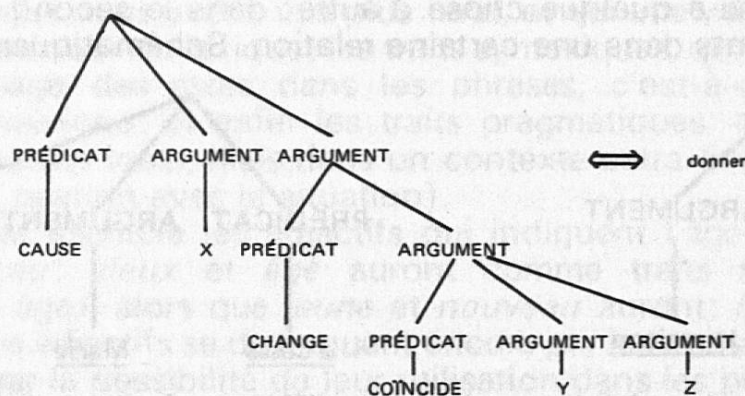 PRÉDICAT ARGUMENT ARGUMENT ⇔ donner
CAUSE X PRÉDICAT ARGUMENT
CHANGE PRÉDICAT ARGUMENT ARGUMENT
COÏNCIDE Y Z